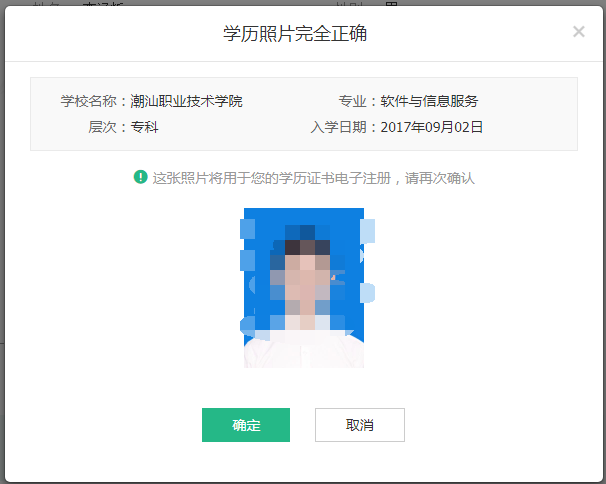 学历照片完全正确
×
学校名称：潮汕职业技术学院 专业：软件与信息服务
层次：专科 入学日期：2017年09月02日
! 这张照片将用于您的学历证书电子注册，请再次确认
确定 取消